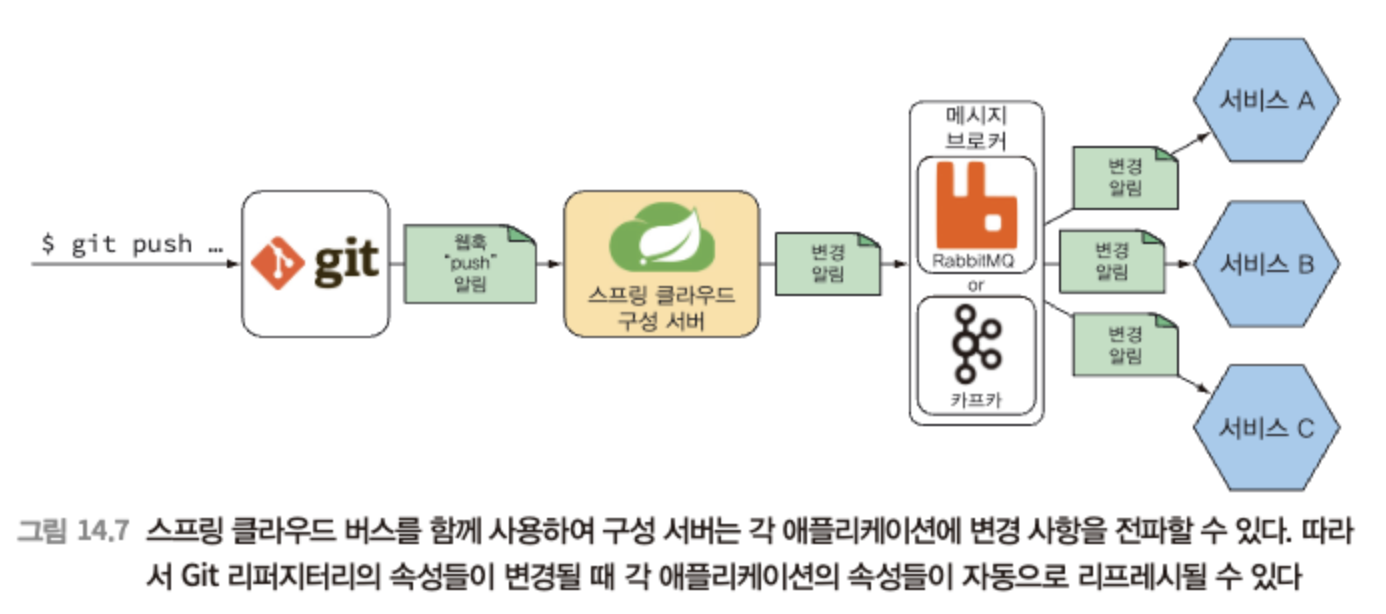 $ git push …
git
웹훅
“push”
알림
스프링 클라우드
구성 서버
변경
알림
메시지
브로커
RabbitMQ
or
카프카
변경
알림
변경
알림
변경
알림
서비스 A
서비스 B
서비스 C
그림 14.7 스프링 클라우드 버스를 함께 사용하여 구성 서버는 각 애플리케이션에 변경 사항을 전파할 수 있다. 따라
서 Git 리퍼지터리의 속성들이 변경될 때 각 애플리케이션의 속성들이 자동으로 리프레시될 수 있다